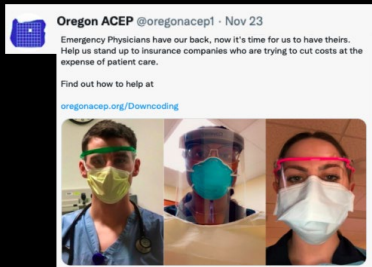 Oregon ACEP @oregonacep1 · Nov 23
Emergency Physicians have our back, now it's time for us to have theirs.
Help us stand up to insurance companies who are trying to cut costs at the
expense of patient care.
Find out how to help at
oregonacep.org/Downcoding